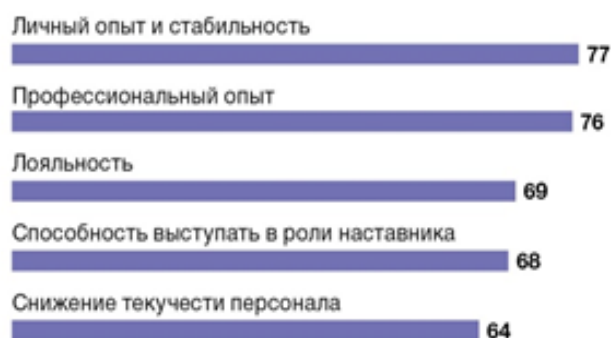 Личный опыт и стабильность
77
Профессиональный опыт
76
Лояльность
69
Способность выступать в роли наставника
68
Снижение текучести персонала
64